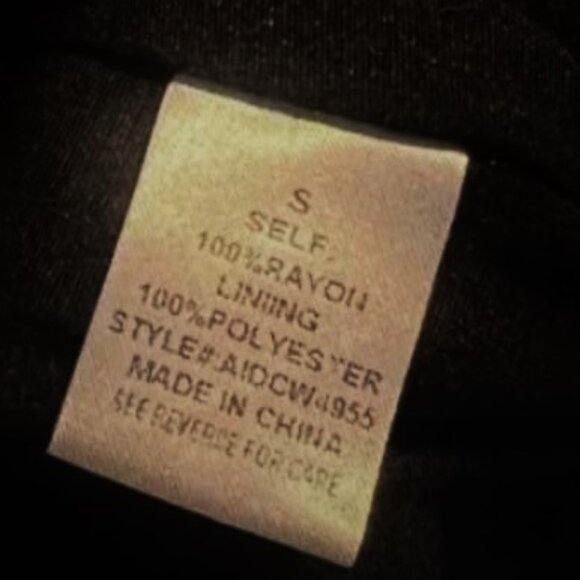 S
SELF:
100%RAYON
LINING
100%POLYESTER
STYLE#:AIDCW4955
MADE IN CHINA
SEE REVERSE FOR CARE